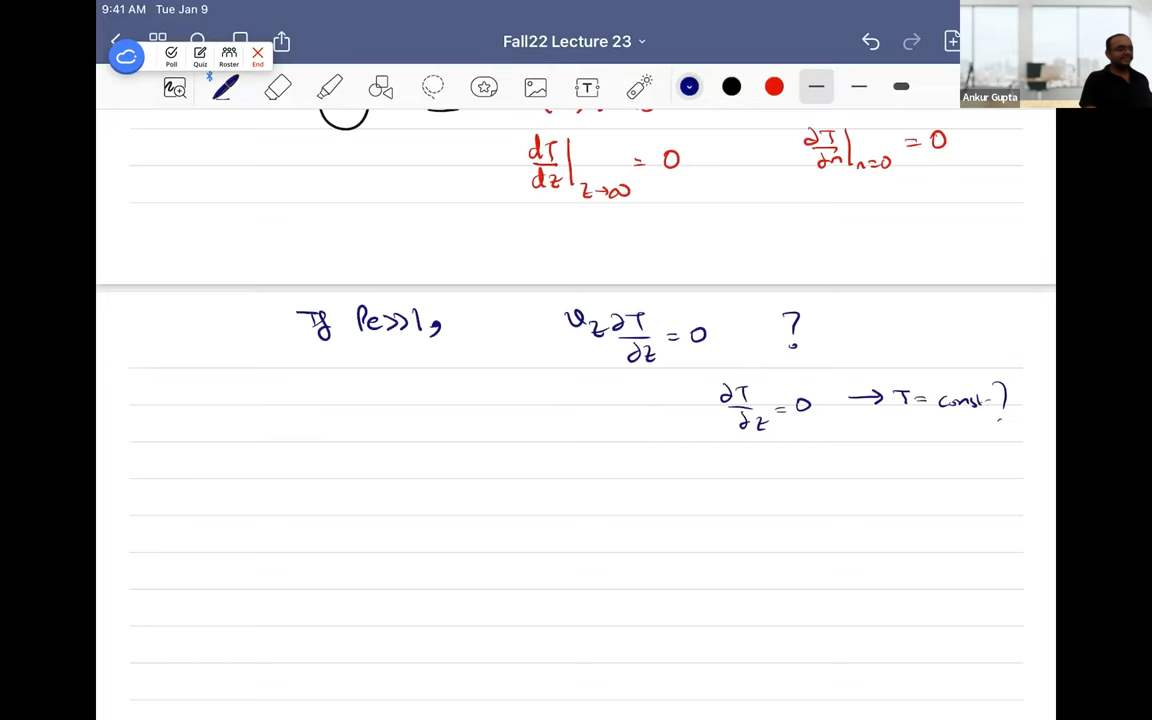 9:41 AM Tue Jan 9
Poll Quiz Roster End
Fall22 Lecture 23
Ankur Gupta
dT/dz |z→∞ = 0
∂T/∂r |r=0 = 0
If Pe>>1, v_z ∂T/∂z = 0 ?
∂T/∂z = 0 → T = const. ?